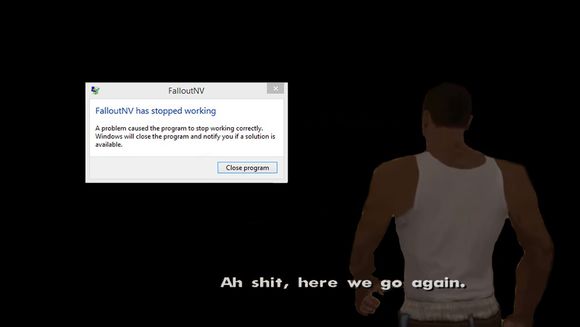 FalloutNV
FalloutNV has stopped working
A problem caused the program to stop working correctly.
Windows will close the program and notify you if a solution is
available.
Close program
Ah shit, here we go again.